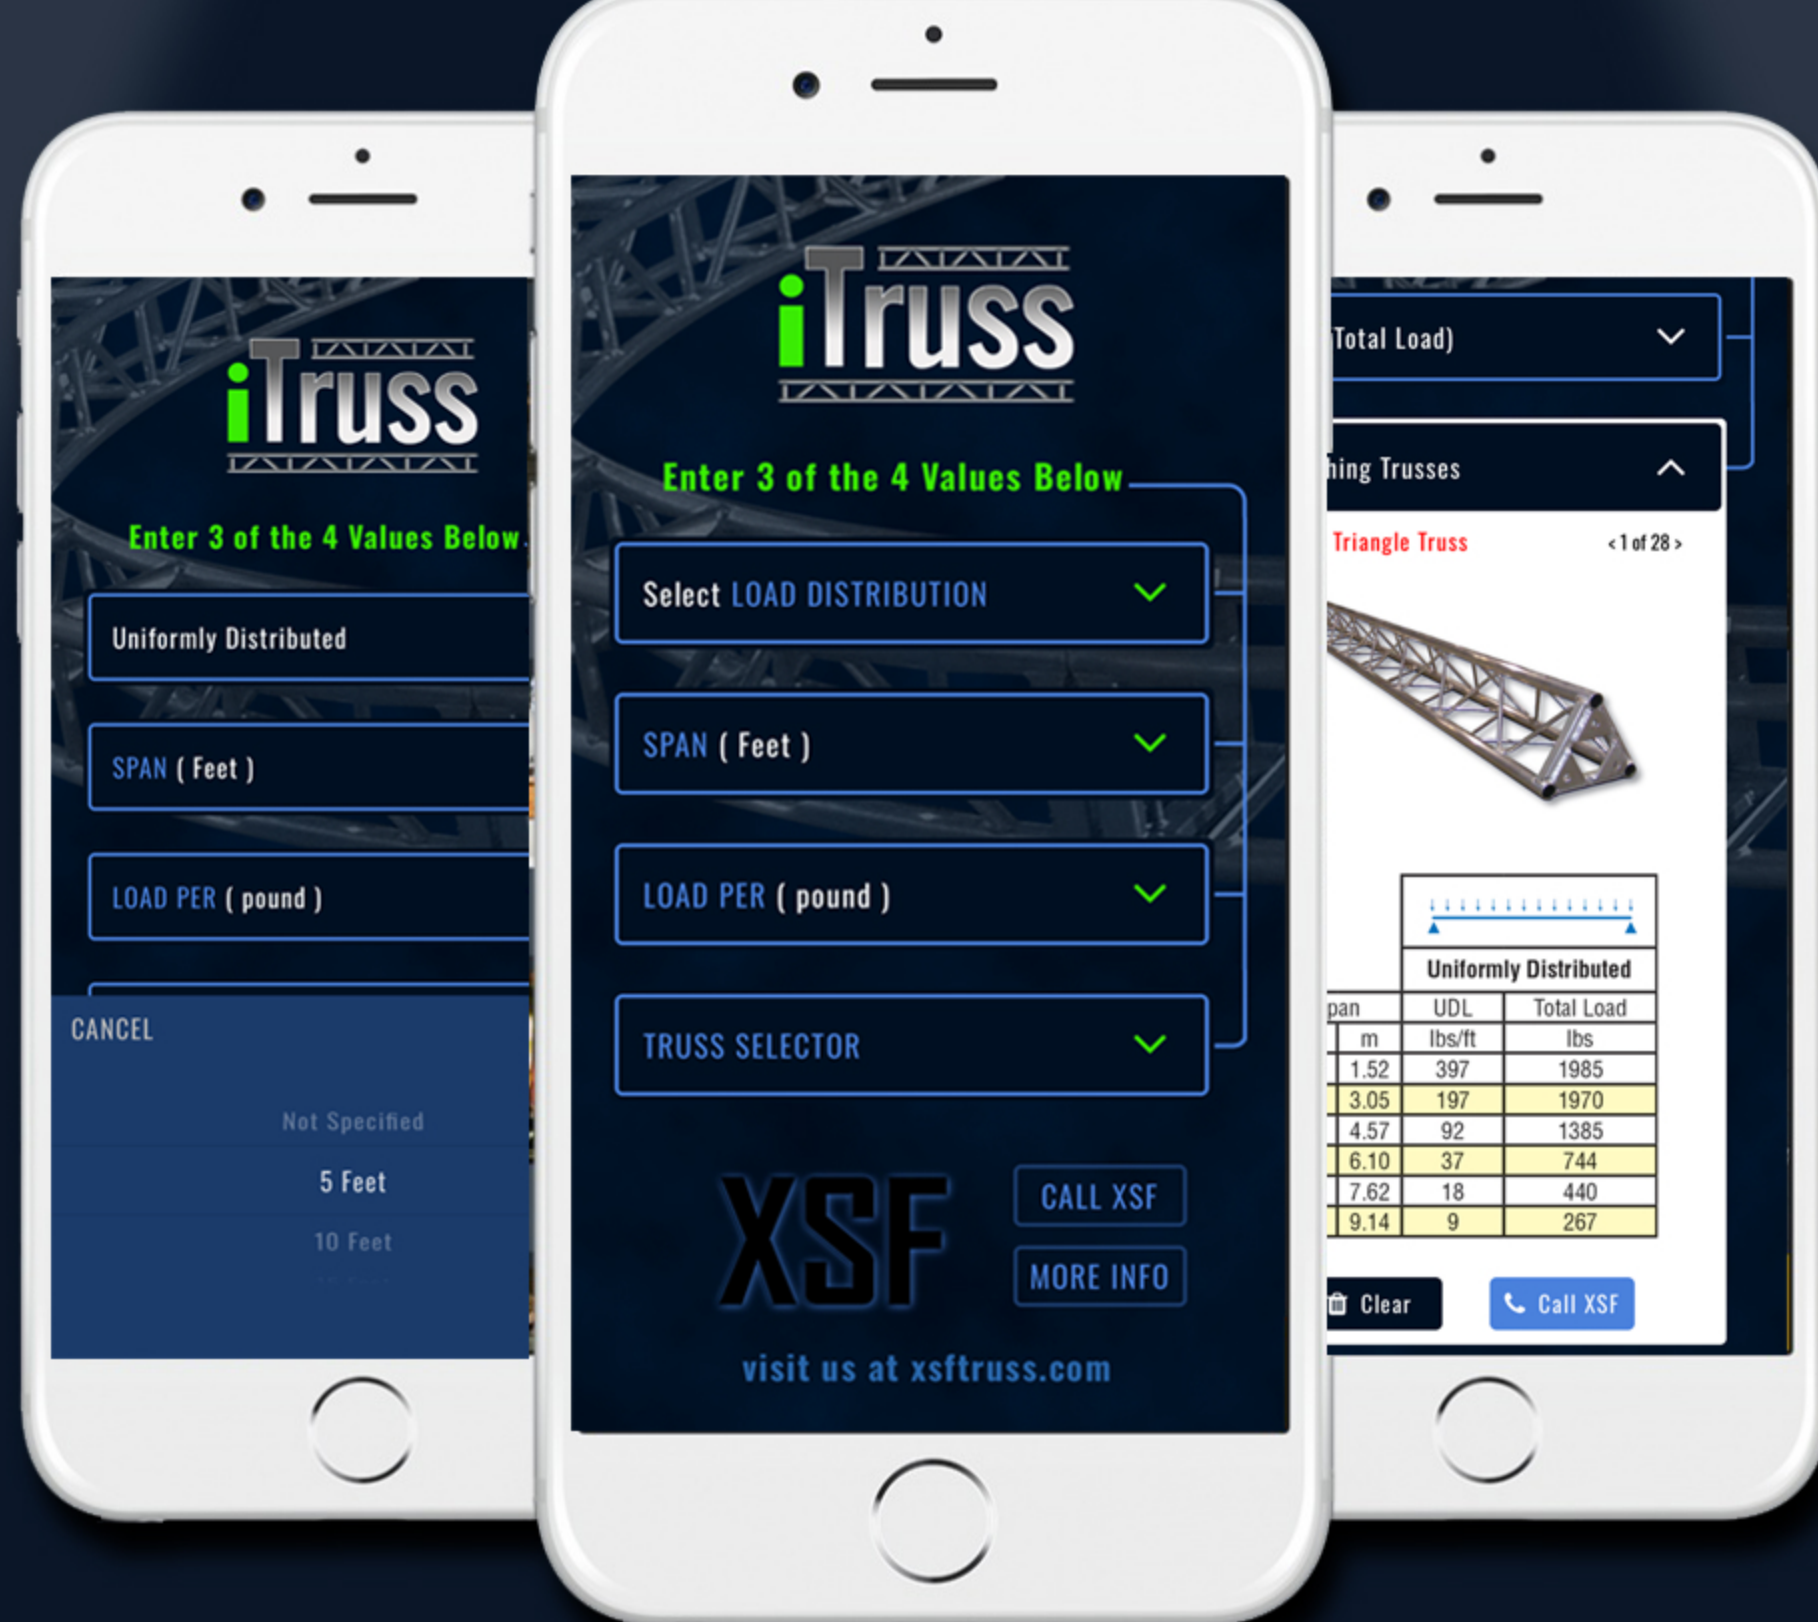 iTruss
Enter 3 of the 4 Values Below
Uniformly Distributed
SPAN ( Feet )
LOAD PER ( pound )
CANCEL
Not Specified
5 Feet
10 Feet
iTruss
Enter 3 of the 4 Values Below
Select LOAD DISTRIBUTION
SPAN ( Feet )
LOAD PER ( pound )
TRUSS SELECTOR
XSF
CALL XSF
MORE INFO
visit us at xsftruss.com
Total Load)
hing Trusses
Triangle Truss < 1 of 28 >
Uniformly Distributed
pan UDL Total Load
m lbs/ft lbs
1.52 397 1985
3.05 197 1970
4.57 92 1385
6.10 37 744
7.62 18 440
9.14 9 267
Clear
Call XSF